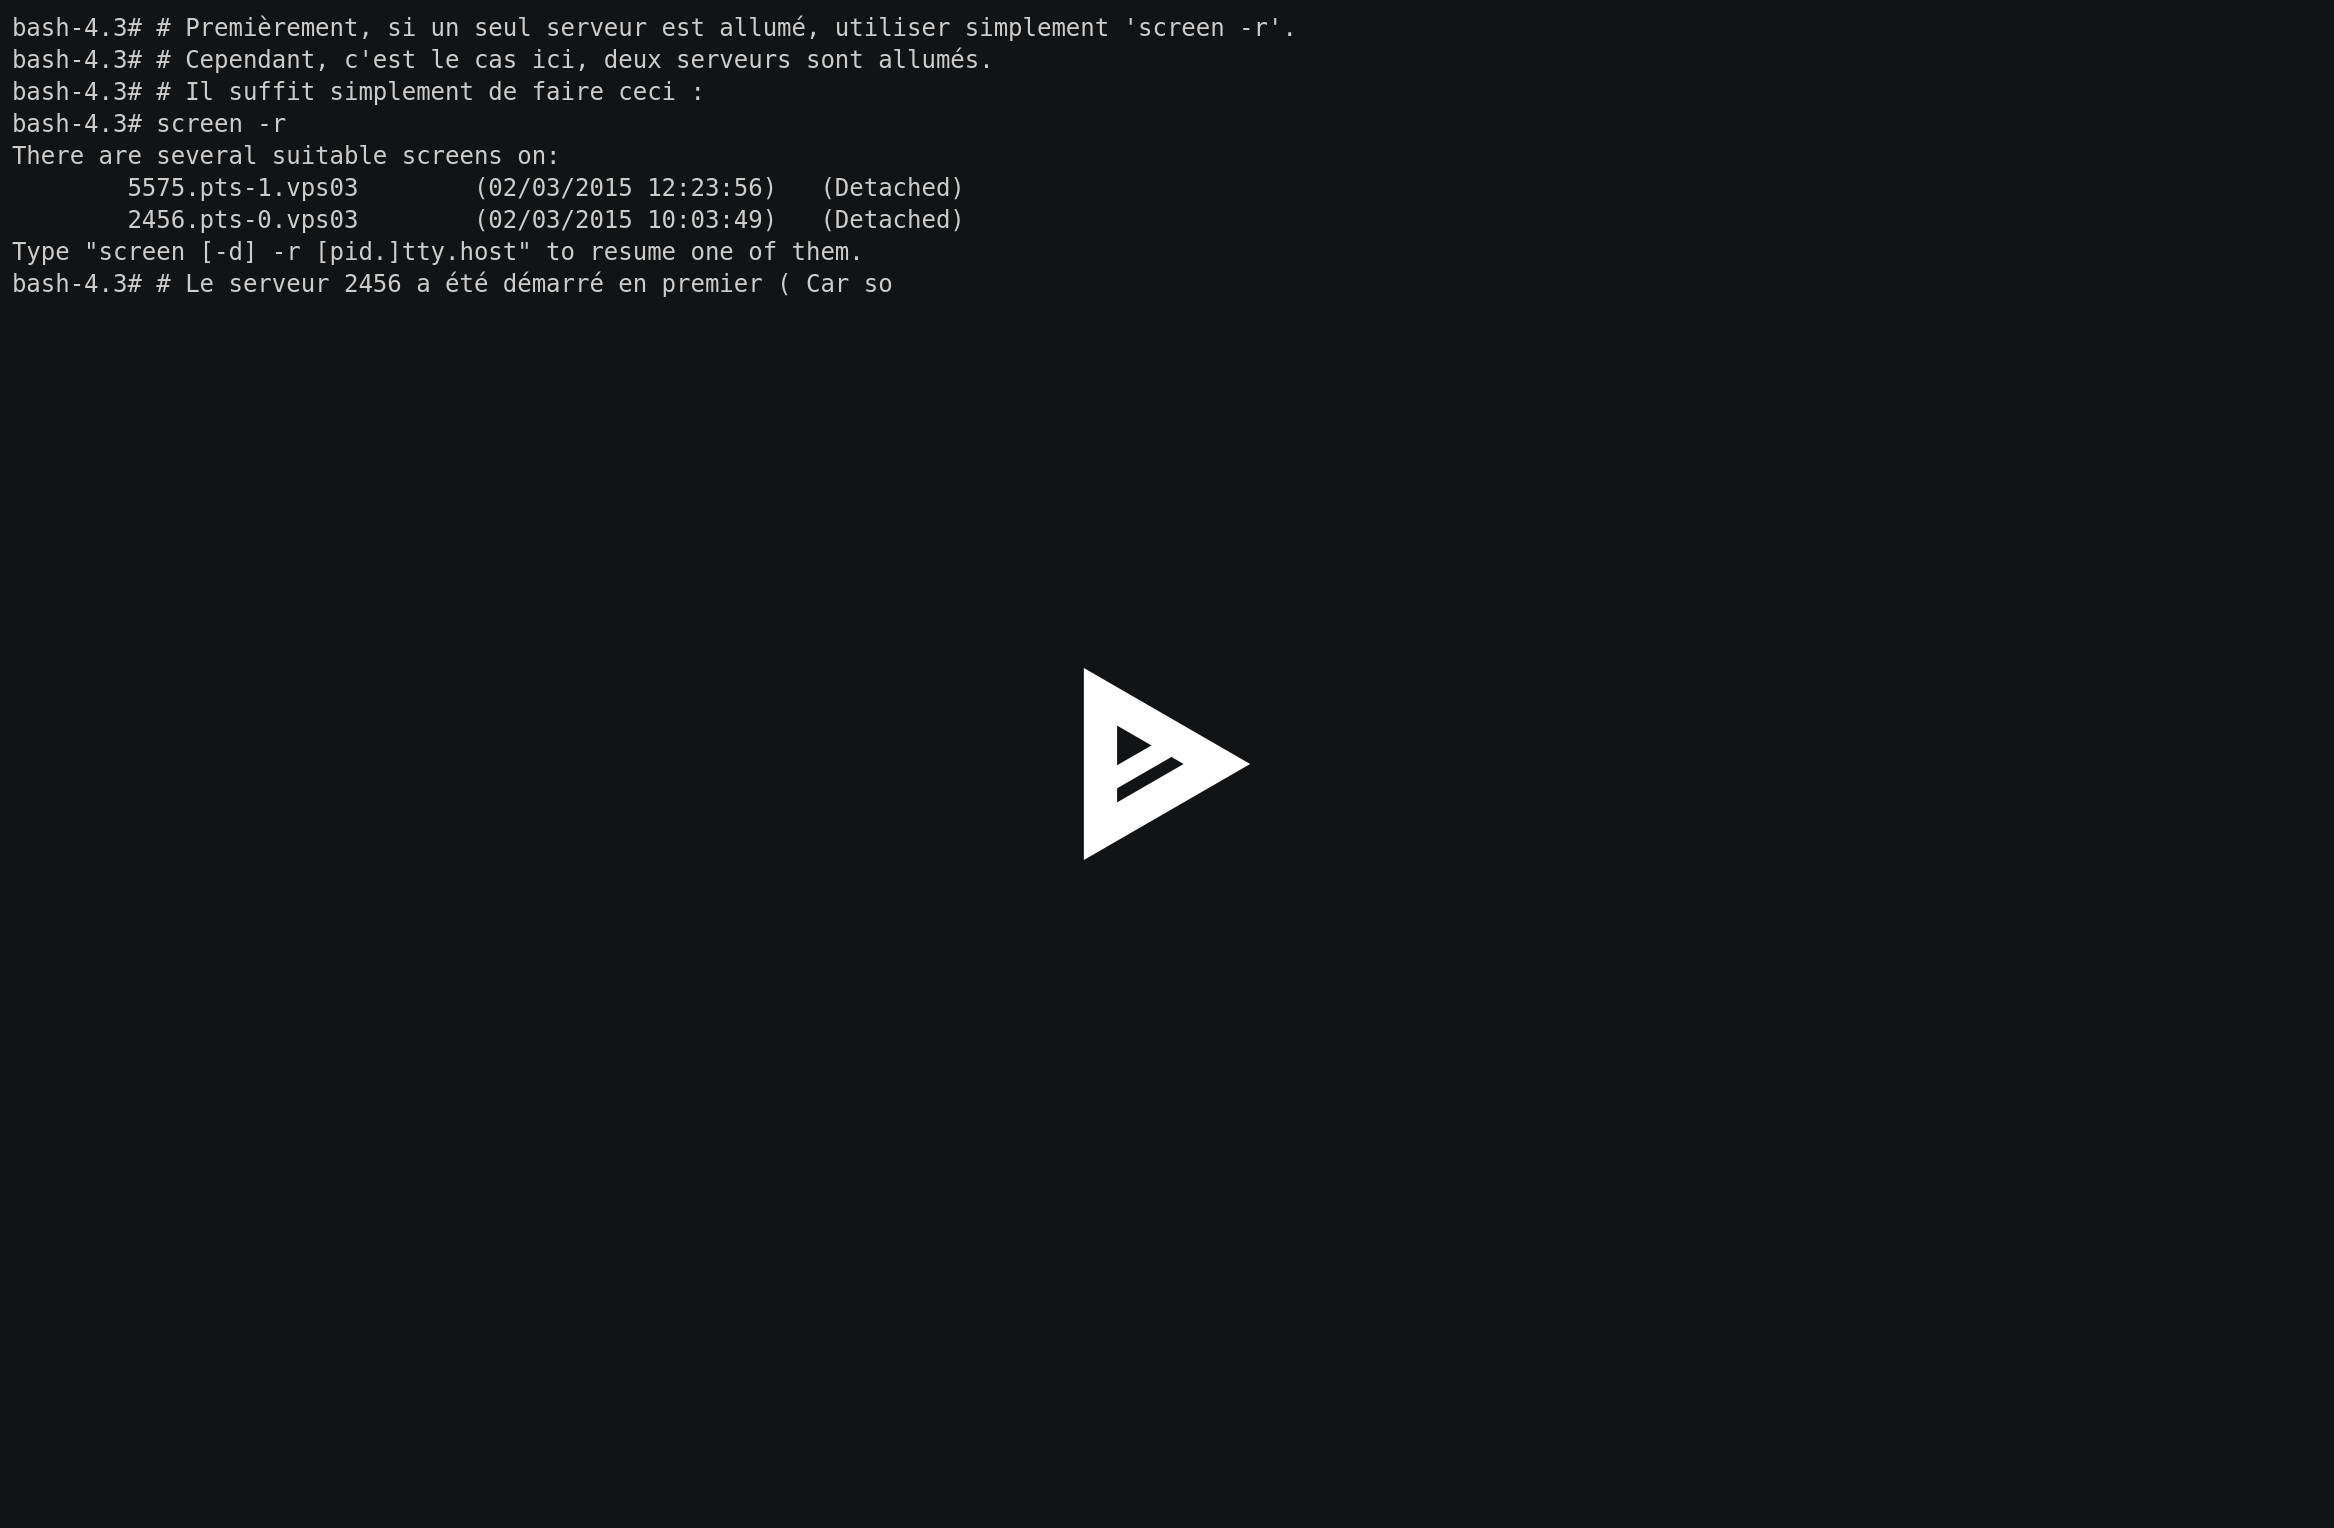 bash-4.3# # Premièrement, si un seul serveur est allumé, utiliser simplement 'screen -r'.
bash-4.3# # Cependant, c'est le cas ici, deux serveurs sont allumés.
bash-4.3# # Il suffit simplement de faire ceci :
bash-4.3# screen -r
There are several suitable screens on:
        5575.pts-1.vps03        (02/03/2015 12:23:56)   (Detached)
        2456.pts-0.vps03        (02/03/2015 10:03:49)   (Detached)
Type "screen [-d] -r [pid.]tty.host" to resume one of them.
bash-4.3# # Le serveur 2456 a été démarré en premier ( Car so